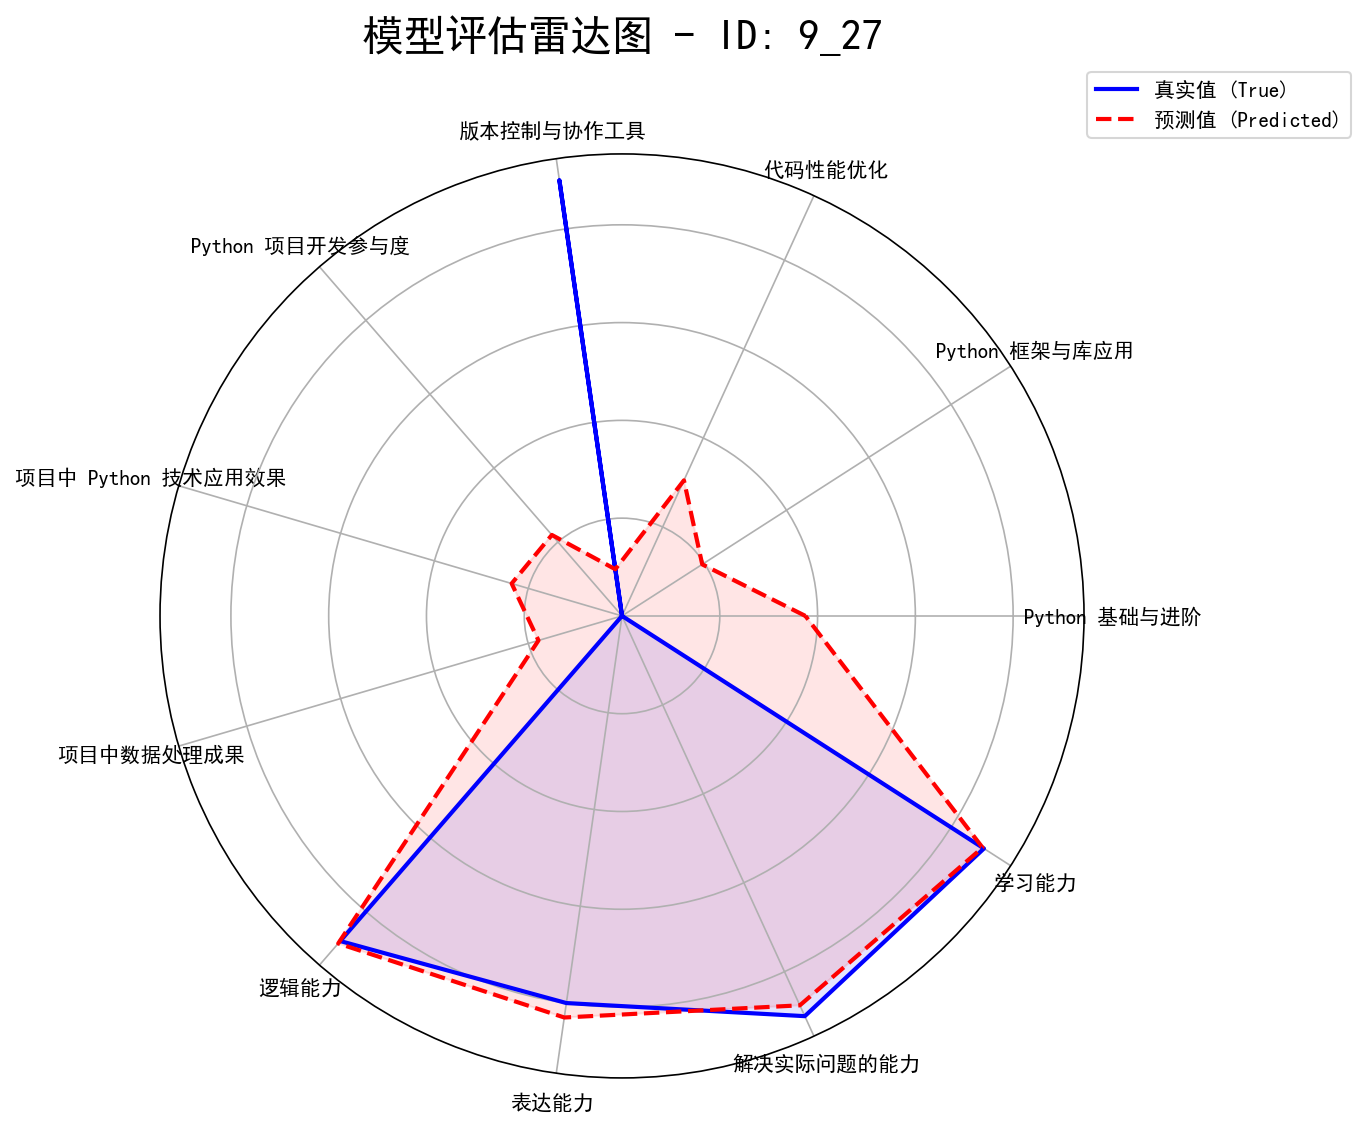 模型评估雷达图 - ID: 9_27
真实值 (True)
预测值 (Predicted)
版本控制与协作工具
代码性能优化
Python 项目开发参与度
Python 框架与库应用
项目中 Python 技术应用效果
Python 基础与进阶
项目中数据处理成果
学习能力
逻辑能力
解决实际问题的能力
表达能力